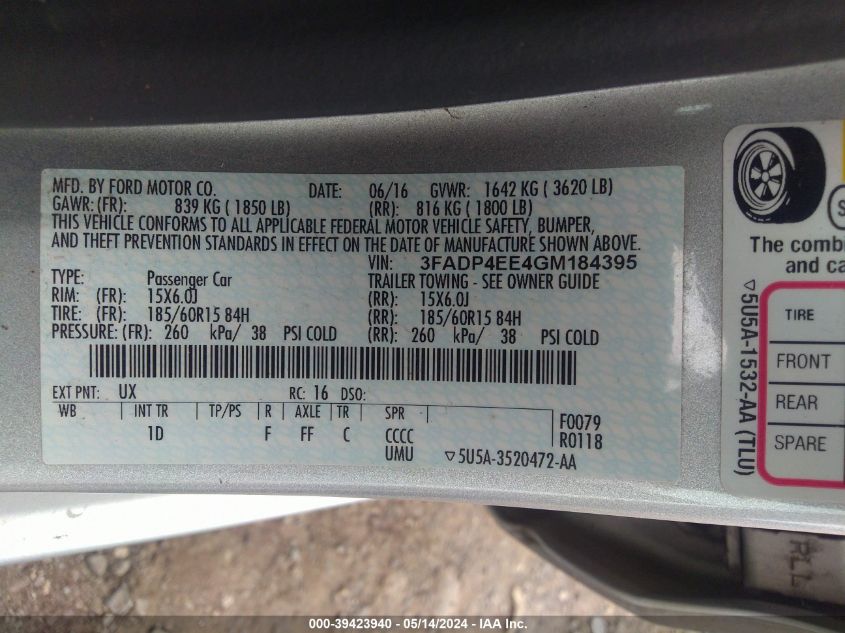 MFD. BY FORD MOTOR CO. DATE: 06/16 GVWR: 1642 KG ( 3620 LB)
GAWR: (FR): 839 KG ( 1850 LB) (RR): 816 KG ( 1800 LB)
THIS VEHICLE CONFORMS TO ALL APPLICABLE FEDERAL MOTOR VEHICLE SAFETY, BUMPER,
AND THEFT PREVENTION STANDARDS IN EFFECT ON THE DATE OF MANUFACTURE SHOWN ABOVE.
VIN: 3FADP4EE4GM184395
TYPE: Passenger Car TRAILER TOWING - SEE OWNER GUIDE
RIM: (FR): 15X6.0J (RR): 15X6.0J
TIRE: (FR): 185/60R15 84H (RR): 185/60R15 84H
PRESSURE: (FR): 260 kPa/ 38 PSI COLD (RR): 260 kPa/ 38 PSI COLD
EXT PNT: UX RC: 16 DSO:
WB INT TR TP/PS R AXLE TR SPR F0079
1D F FF C CCCC R0118
UMU ▽5U5A-3520472-AA
The combi
and ca
▽5U5A-1532-AA (TLU)
TIRE
FRONT
REAR
SPARE
000-39423940 - 05/14/2024 - IAA Inc.